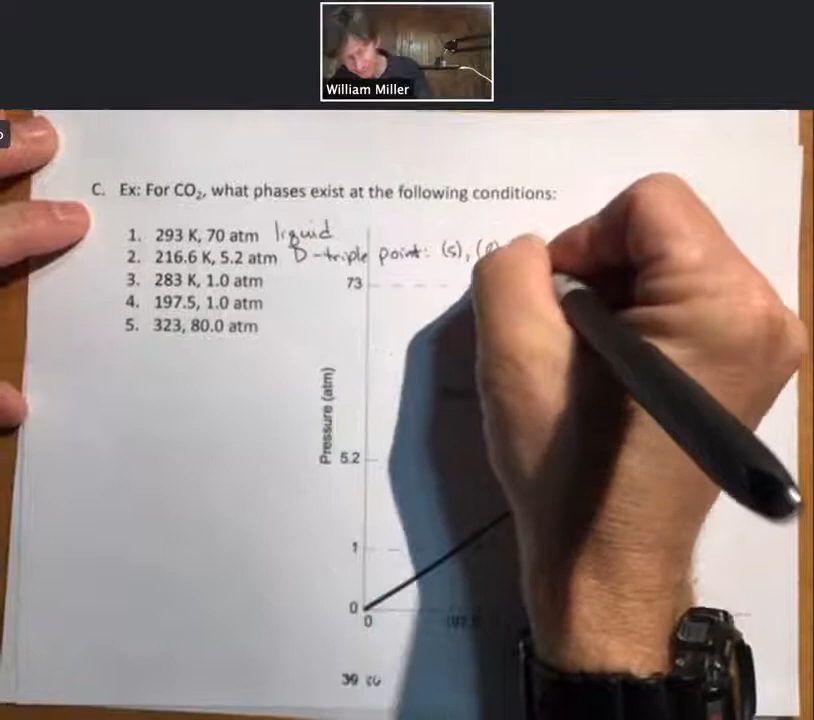 William Miller
C. Ex: For CO₂, what phases exist at the following conditions:
1. 293 K, 70 atm liquid
2. 216.6 K, 5.2 atm D-triple point: (s), (l)
3. 283 K, 1.0 atm
4. 197.5, 1.0 atm
5. 323, 80.0 atm
73
Pressure (atm)
5.2
1
0
0